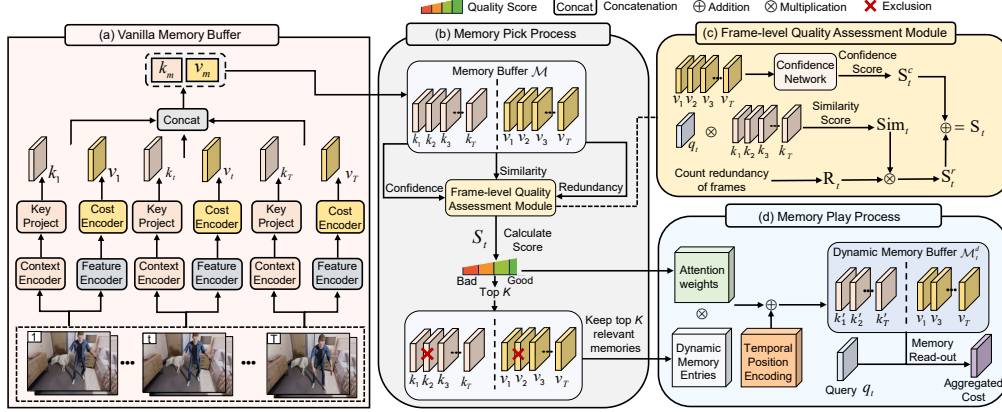 Quality Score Concat Concatenation ⊕ Addition ⊗ Multiplication ✕ Exclusion
(a) Vanilla Memory Buffer
k_m v_m
Concat
k_1 v_1 k_t v_t k_T v_T
Key Project
Cost Encoder
Key Project
Cost Encoder
Key Project
Cost Encoder
Context Encoder
Feature Encoder
Context Encoder
Feature Encoder
Context Encoder
Feature Encoder
1 ... t ... T
(b) Memory Pick Process
Memory Buffer M
k_1 k_2 k_3 ... k_T v_1 v_2 v_3 ... v_T
Similarity
Confidence
Redundancy
Frame-level Quality
Assessment Module
S_t
Calculate
Score
Bad Good
Top K
k_1 k_2 k_3 ... k_T v_1 v_2 v_3 ... v_T
Keep top K
relevant
memories
(c) Frame-level Quality Assessment Module
v_1 v_2 v_3 ... v_T
Confidence
Network
Confidence
Score
S_t^c
q_t ⊗ k_1 k_2 k_3 ... k_T
Similarity
Score
Sim_t
⊕ = S_t
Count redundancy
of frames
R_t ⊗ S_t^r
(d) Memory Play Process
Attention
weights
⊗
Dynamic
Memory
Entries
⊕
Temporal
Position
Encoding
Dynamic Memory Buffer M_t^d
k'_1 k'_2 ... k'_T v_1 v_3 ... v_T
Memory
Read-out
Query q_t
Aggregated
Cost